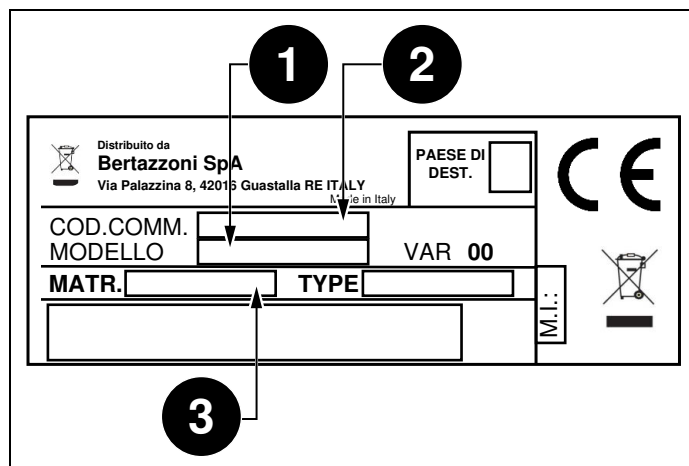 1
2
Distribuito da
Bertazzoni SpA
Via Palazzina 8, 42016 Guastalla RE ITALY
Made in Italy
PAESE DI
DEST.
CE
COD.COMM.
MODELLO
VAR 00
MATR.
TYPE
M.I.:
3